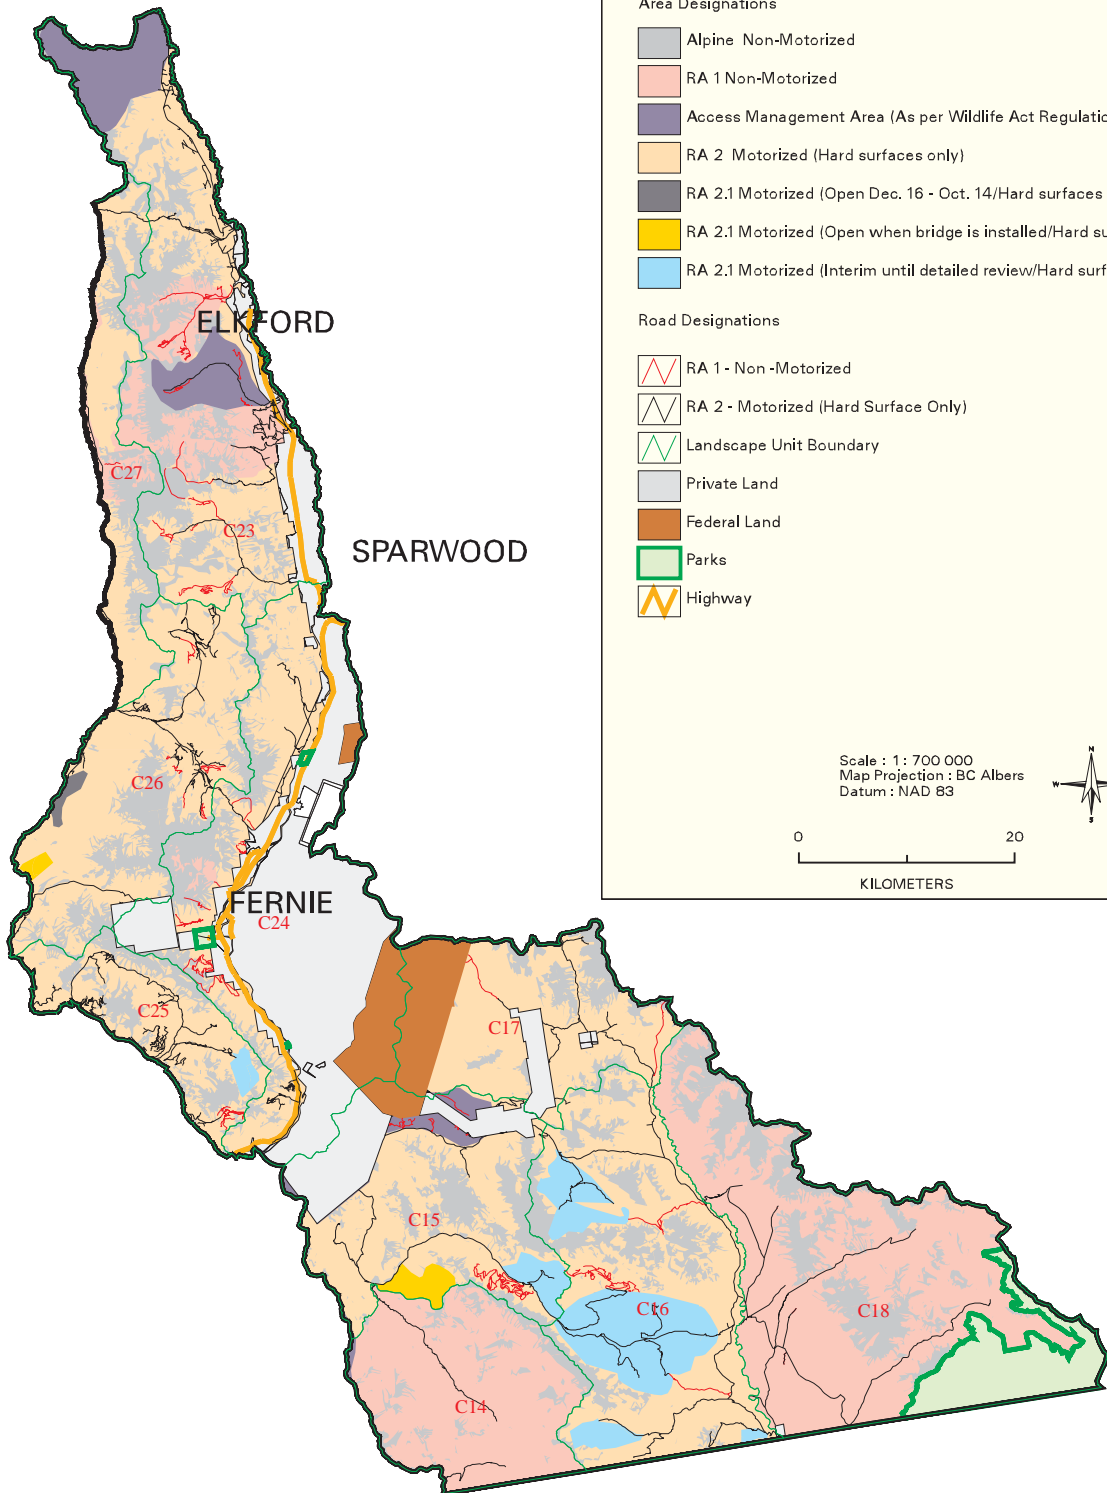 Area Designations
Alpine Non-Motorized
RA 1 Non-Motorized
Access Management Area (As per Wildlife Act Regulatio
RA 2 Motorized (Hard surfaces only)
RA 2.1 Motorized (Open Dec. 16 - Oct. 14/Hard surfaces
RA 2.1 Motorized (Open when bridge is installed/Hard su
RA 2.1 Motorized (Interim until detailed review/Hard surf
Road Designations
RA 1 - Non -Motorized
RA 2 - Motorized (Hard Surface Only)
Landscape Unit Boundary
Private Land
Federal Land
Parks
Highway
Scale : 1 : 700 000
Map Projection : BC Albers
Datum : NAD 83
N
W
S
0 20
KILOMETERS
ELKFORD
C27
C23
SPARWOOD
C26
FERNIE
C24
C25
C17
C15
C16
C18
C14